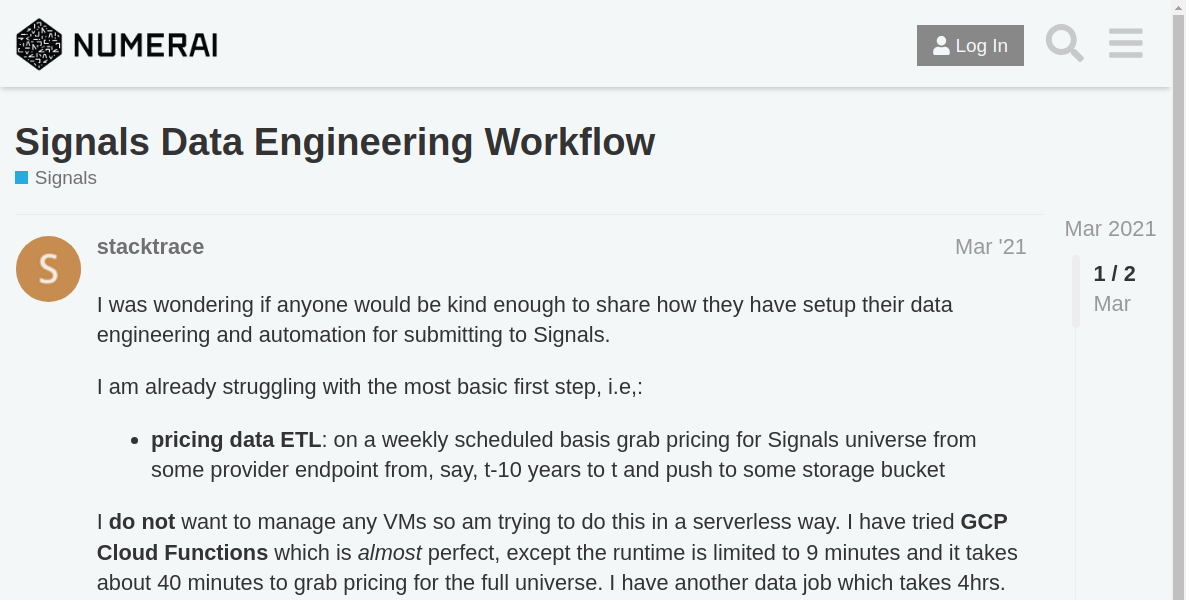 NUMERAI
Log In
Signals Data Engineering Workflow
Signals
Mar 2021
S
stacktrace
Mar '21
1 / 2
Mar
I was wondering if anyone would be kind enough to share how they have setup their data
engineering and automation for submitting to Signals.
I am already struggling with the most basic first step, i.e,:
• pricing data ETL: on a weekly scheduled basis grab pricing for Signals universe from
some provider endpoint from, say, t-10 years to t and push to some storage bucket
I do not want to manage any VMs so am trying to do this in a serverless way. I have tried GCP
Cloud Functions which is almost perfect, except the runtime is limited to 9 minutes and it takes
about 40 minutes to grab pricing for the full universe. I have another data job which takes 4hrs.